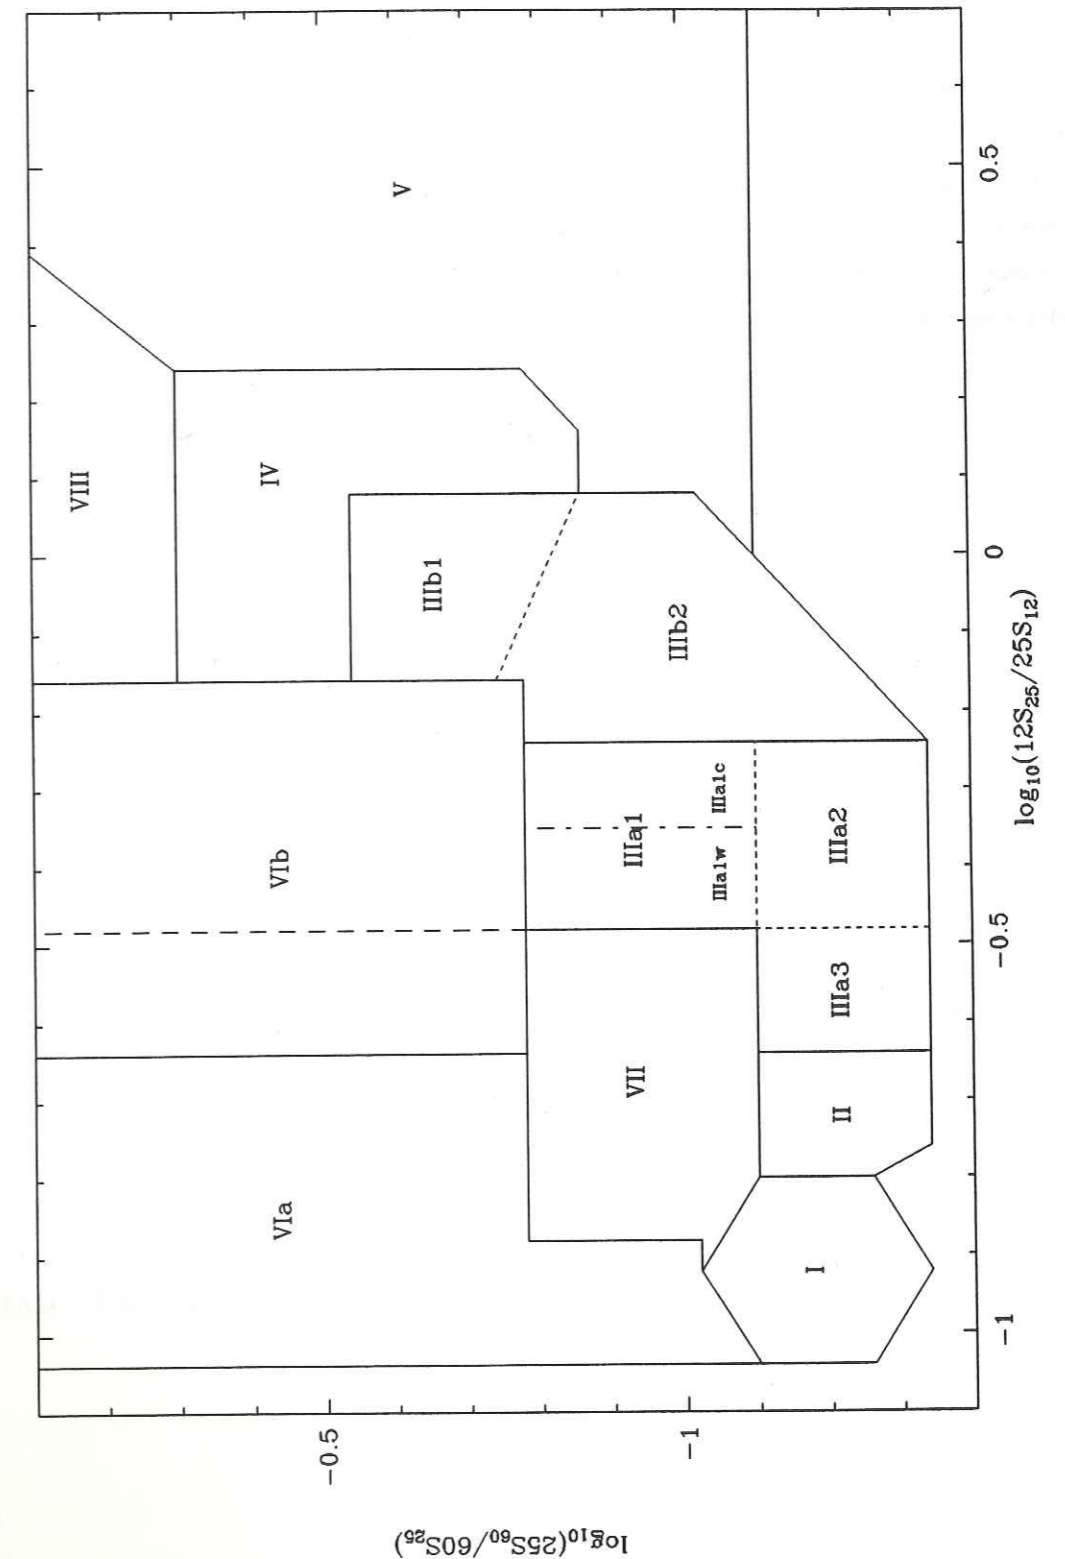 VIII
V
IV
VIa
VIb
IIIb1
VII
IIIa1
IIIb2
IIIa1w
IIIa1c
I
II
IIIa3
IIIa2
−0.5
−1
log₁₀(25S₆₀/60S₂₅)
−1
−0.5
0
0.5
log₁₀(12S₂₅/25S₁₂)